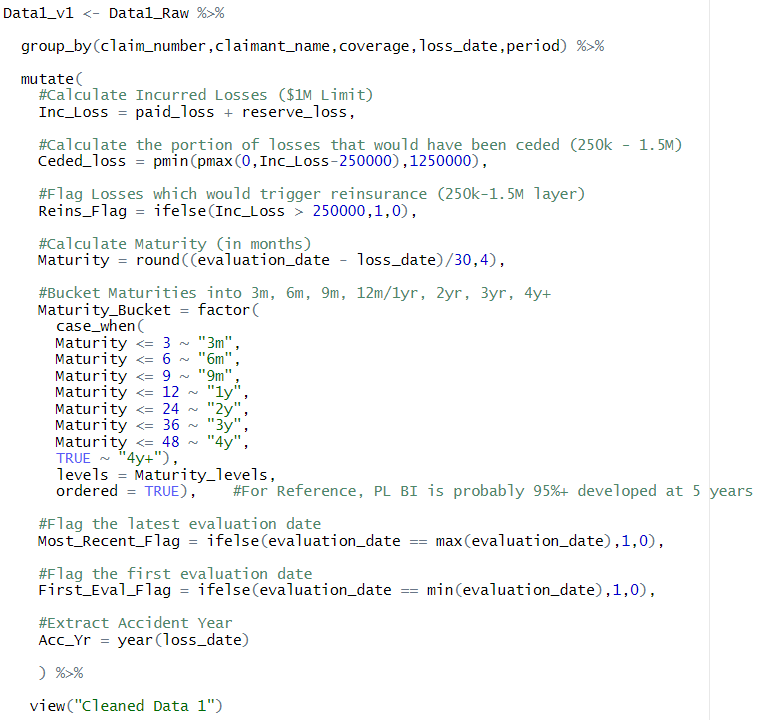 Data1_v1 <- Data1_Raw %>%
group_by(claim_number,claimant_name,coverage,loss_date,period) %>%
mutate(
#Calculate Incurred Losses ($1M Limit)
Inc_Loss = paid_loss + reserve_loss,
#Calculate the portion of losses that would have been ceded (250k - 1.5M)
Ceded_loss = pmin(pmax(0,Inc_Loss-250000),1250000),
#Flag Losses which would trigger reinsurance (250k-1.5M layer)
Reins_Flag = ifelse(Inc_Loss > 250000,1,0),
#Calculate Maturity (in months)
Maturity = round((evaluation_date - loss_date)/30,4),
#Bucket Maturities into 3m, 6m, 9m, 12m/1yr, 2yr, 3yr, 4y+
Maturity_Bucket = factor(
case_when(
Maturity <= 3 ~ "3m",
Maturity <= 6 ~ "6m",
Maturity <= 9 ~ "9m",
Maturity <= 12 ~ "1y",
Maturity <= 24 ~ "2y",
Maturity <= 36 ~ "3y",
Maturity <= 48 ~ "4y",
TRUE ~ "4y+"),
levels = Maturity_levels,
ordered = TRUE),    #For Reference, PL BI is probably 95%+ developed at 5 years
#Flag the latest evaluation date
Most_Recent_Flag = ifelse(evaluation_date == max(evaluation_date),1,0),
#Flag the first evaluation date
First_Eval_Flag = ifelse(evaluation_date == min(evaluation_date),1,0),
#Extract Accident Year
Acc_Yr = year(loss_date)
) %>%
view("Cleaned Data 1")